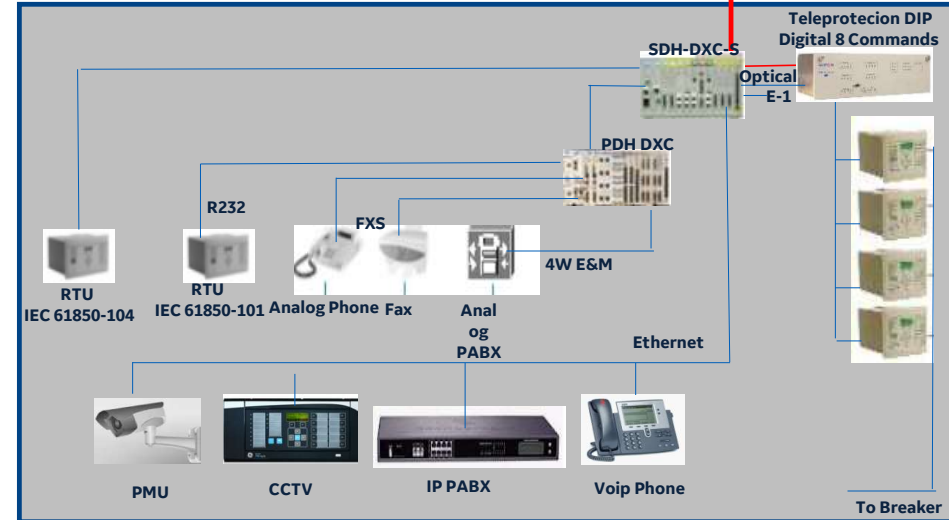 Teleprotecion DIP
Digital 8 Commands
SDH-DXC-S
Optical
E-1
PDH DXC
R232
FXS
4W E&M
RTU
IEC 61850-104
RTU
IEC 61850-101
Analog Phone
Fax
Anal
og
PABX
Ethernet
PMU
CCTV
IP PABX
Voip Phone
To Breaker